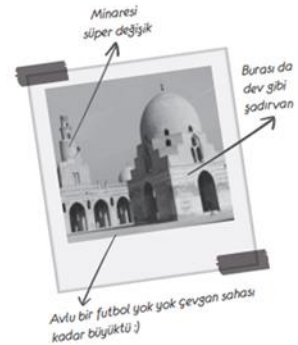 Minaresi
süper değişik
Burası da
dev gibi
şadırvan
Avlu bir futbol yok yok çevgan sahası
kadar büyüktü :)